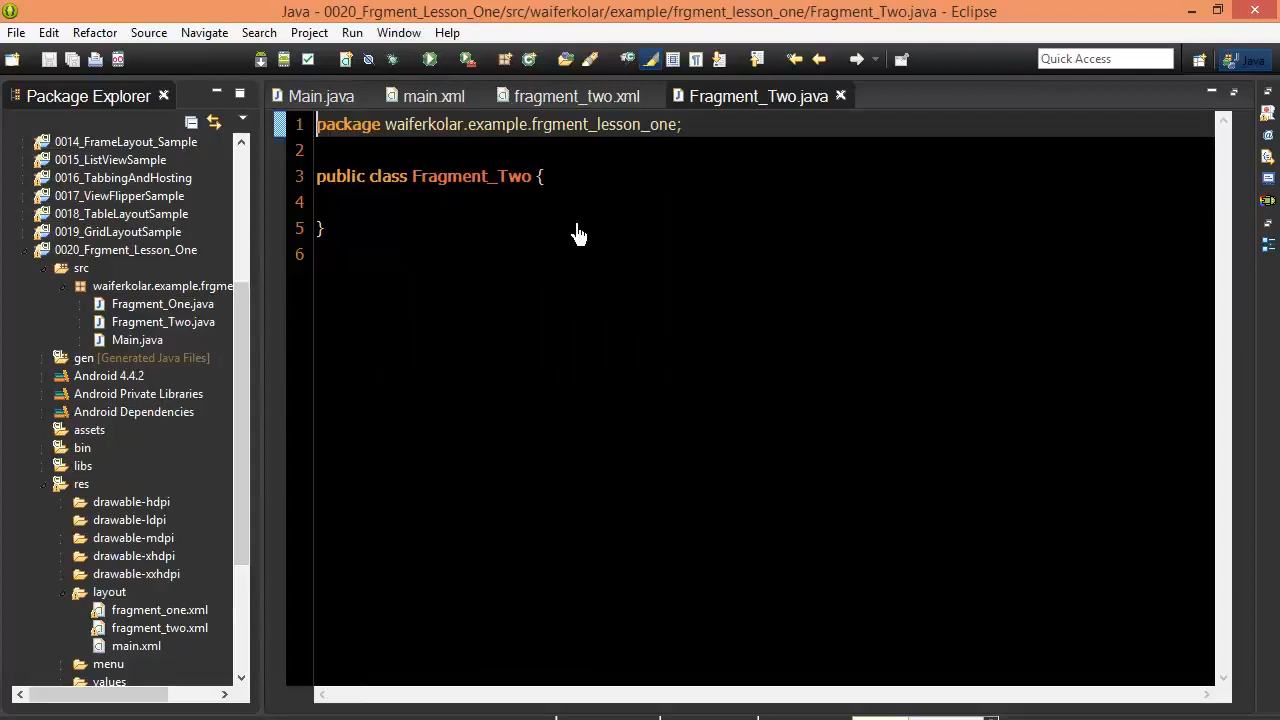 Java - 0020_Frgment_Lesson_One/src/waiferkolar/example/frgment_lesson_one/Fragment_Two.java - Eclipse
File Edit Refactor Source Navigate Search Project Run Window Help
Quick Access
Java
Package Explorer
Main.java main.xml fragment_two.xml Fragment_Two.java
0014_FrameLayout_Sample
0015_ListViewSample
0016_TabbingAndHosting
0017_ViewFlipperSample
0018_TableLayoutSample
0019_GridLayoutSample
0020_Frgment_Lesson_One
src
waiferkolar.example.frgme
Fragment_One.java
Fragment_Two.java
Main.java
gen [Generated Java Files]
Android 4.4.2
Android Private Libraries
Android Dependencies
assets
bin
libs
res
drawable-hdpi
drawable-ldpi
drawable-mdpi
drawable-xhdpi
drawable-xxhdpi
layout
fragment_one.xml
fragment_two.xml
main.xml
menu
values
1 package waiferkolar.example.frgment_lesson_one;
2
3 public class Fragment_Two {
4
5 }
6